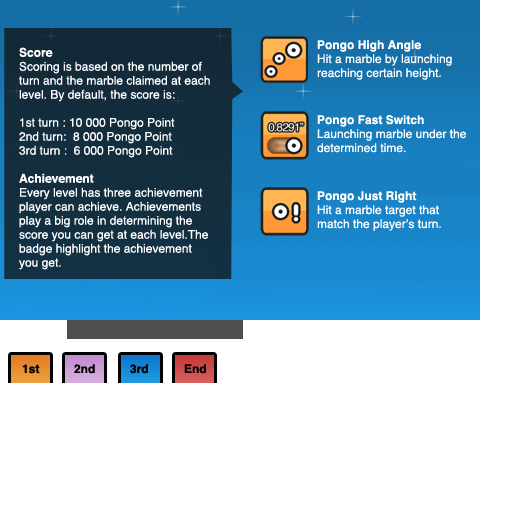 Score
Scoring is based on the number of
turn and the marble claimed at each
level. By default, the score is:
1st turn : 10 000 Pongo Point
2nd turn:  8 000 Pongo Point
3rd turn :  6 000 Pongo Point
Achievement
Every level has three achievement
player can achieve. Achievements
play a big role in determining the
score you can get at each level.The
badge highlight the achievement
you get.
Pongo High Angle
Hit a marble by launching
reaching certain height.
0.8291"
Pongo Fast Switch
Launching marble under the
determined time.
Pongo Just Right
Hit a marble target that
match the player's turn.
1st
2nd
3rd
End